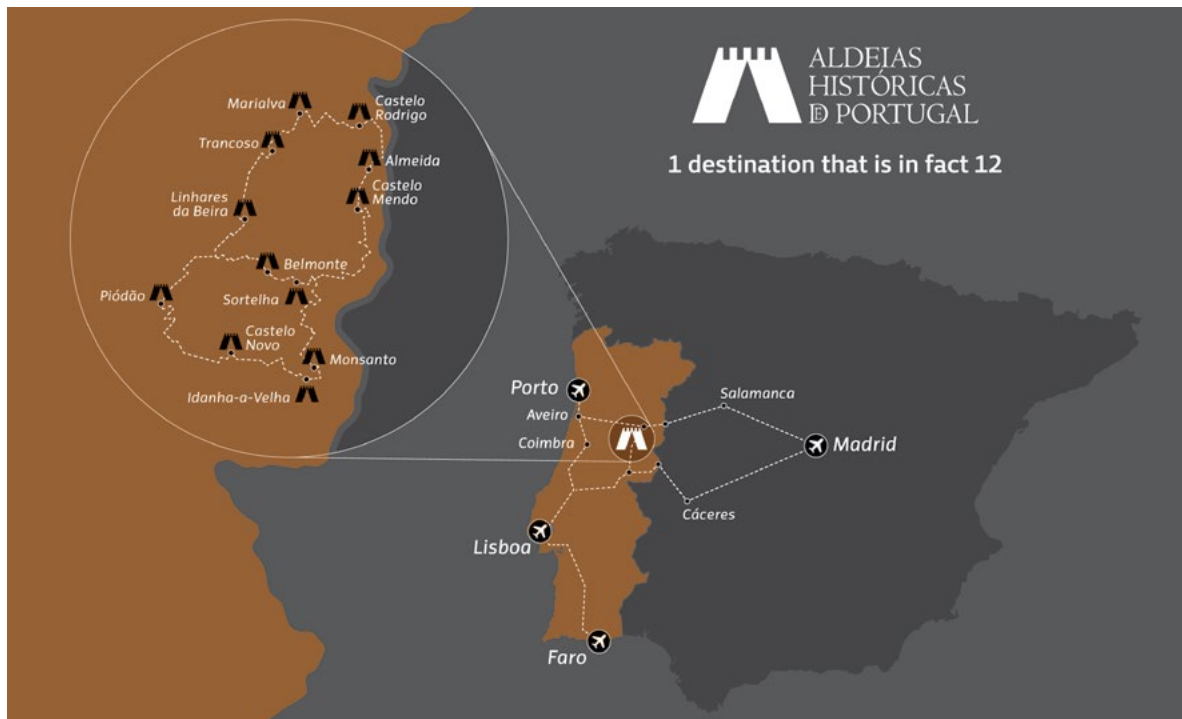 ALDEIAS
HISTÓRICAS
DE PORTUGAL
1 destination that is in fact 12
Marialva
Castelo
Rodrigo
Trancoso
Almeida
Castelo
Mendo
Linhares
da Beira
Belmonte
Piódão
Sortelha
Castelo
Novo
Monsanto
Idanha-a-Velha
Porto
Aveiro
Coimbra
Salamanca
Madrid
Cáceres
Lisboa
Faro